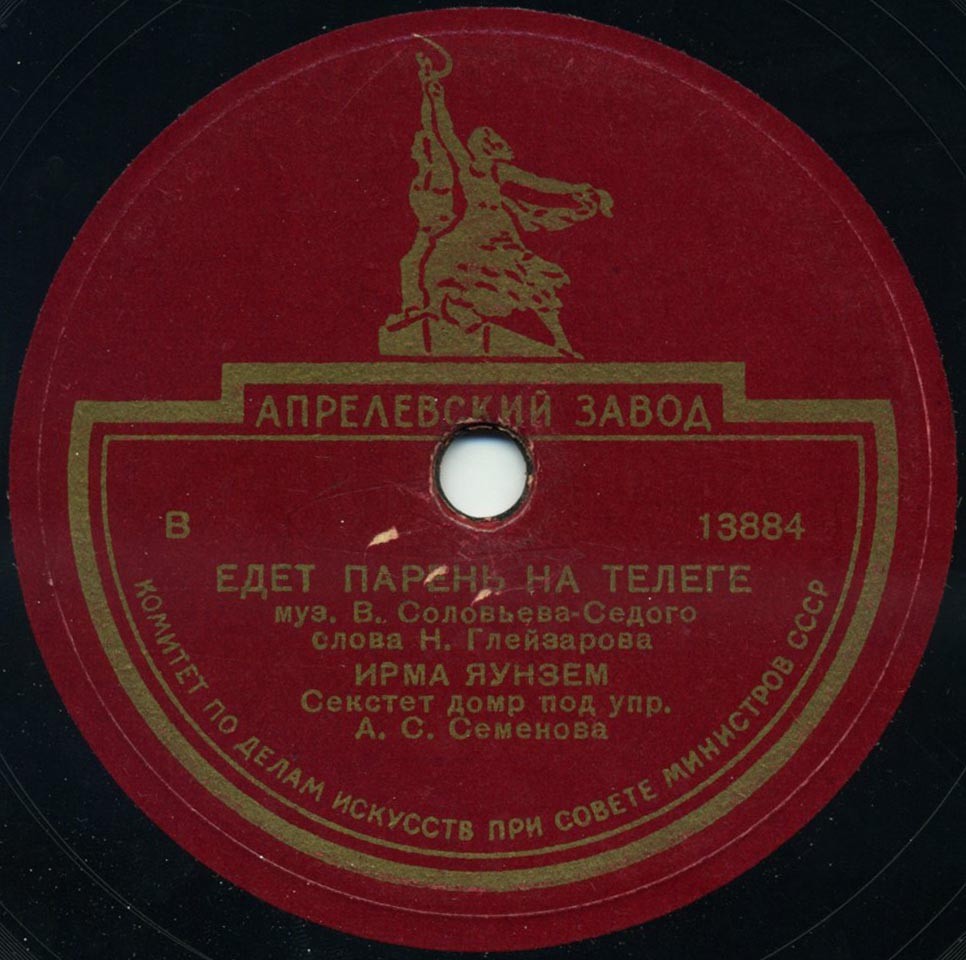 АПРЕЛЕВСКИЙ ЗАВОД
В 13884
ЕДЕТ ПАРЕНЬ НА ТЕЛЕГЕ
муз. В. Соловьева-Седого
слова Н. Глейзарова
ИРМА ЯУНЗЕМ
Секстет домр под упр.
А. С. Семенова
КОМИТЕТ ПО ДЕЛАМ ИСКУССТВ ПРИ СОВЕТЕ МИНИСТРОВ СССР